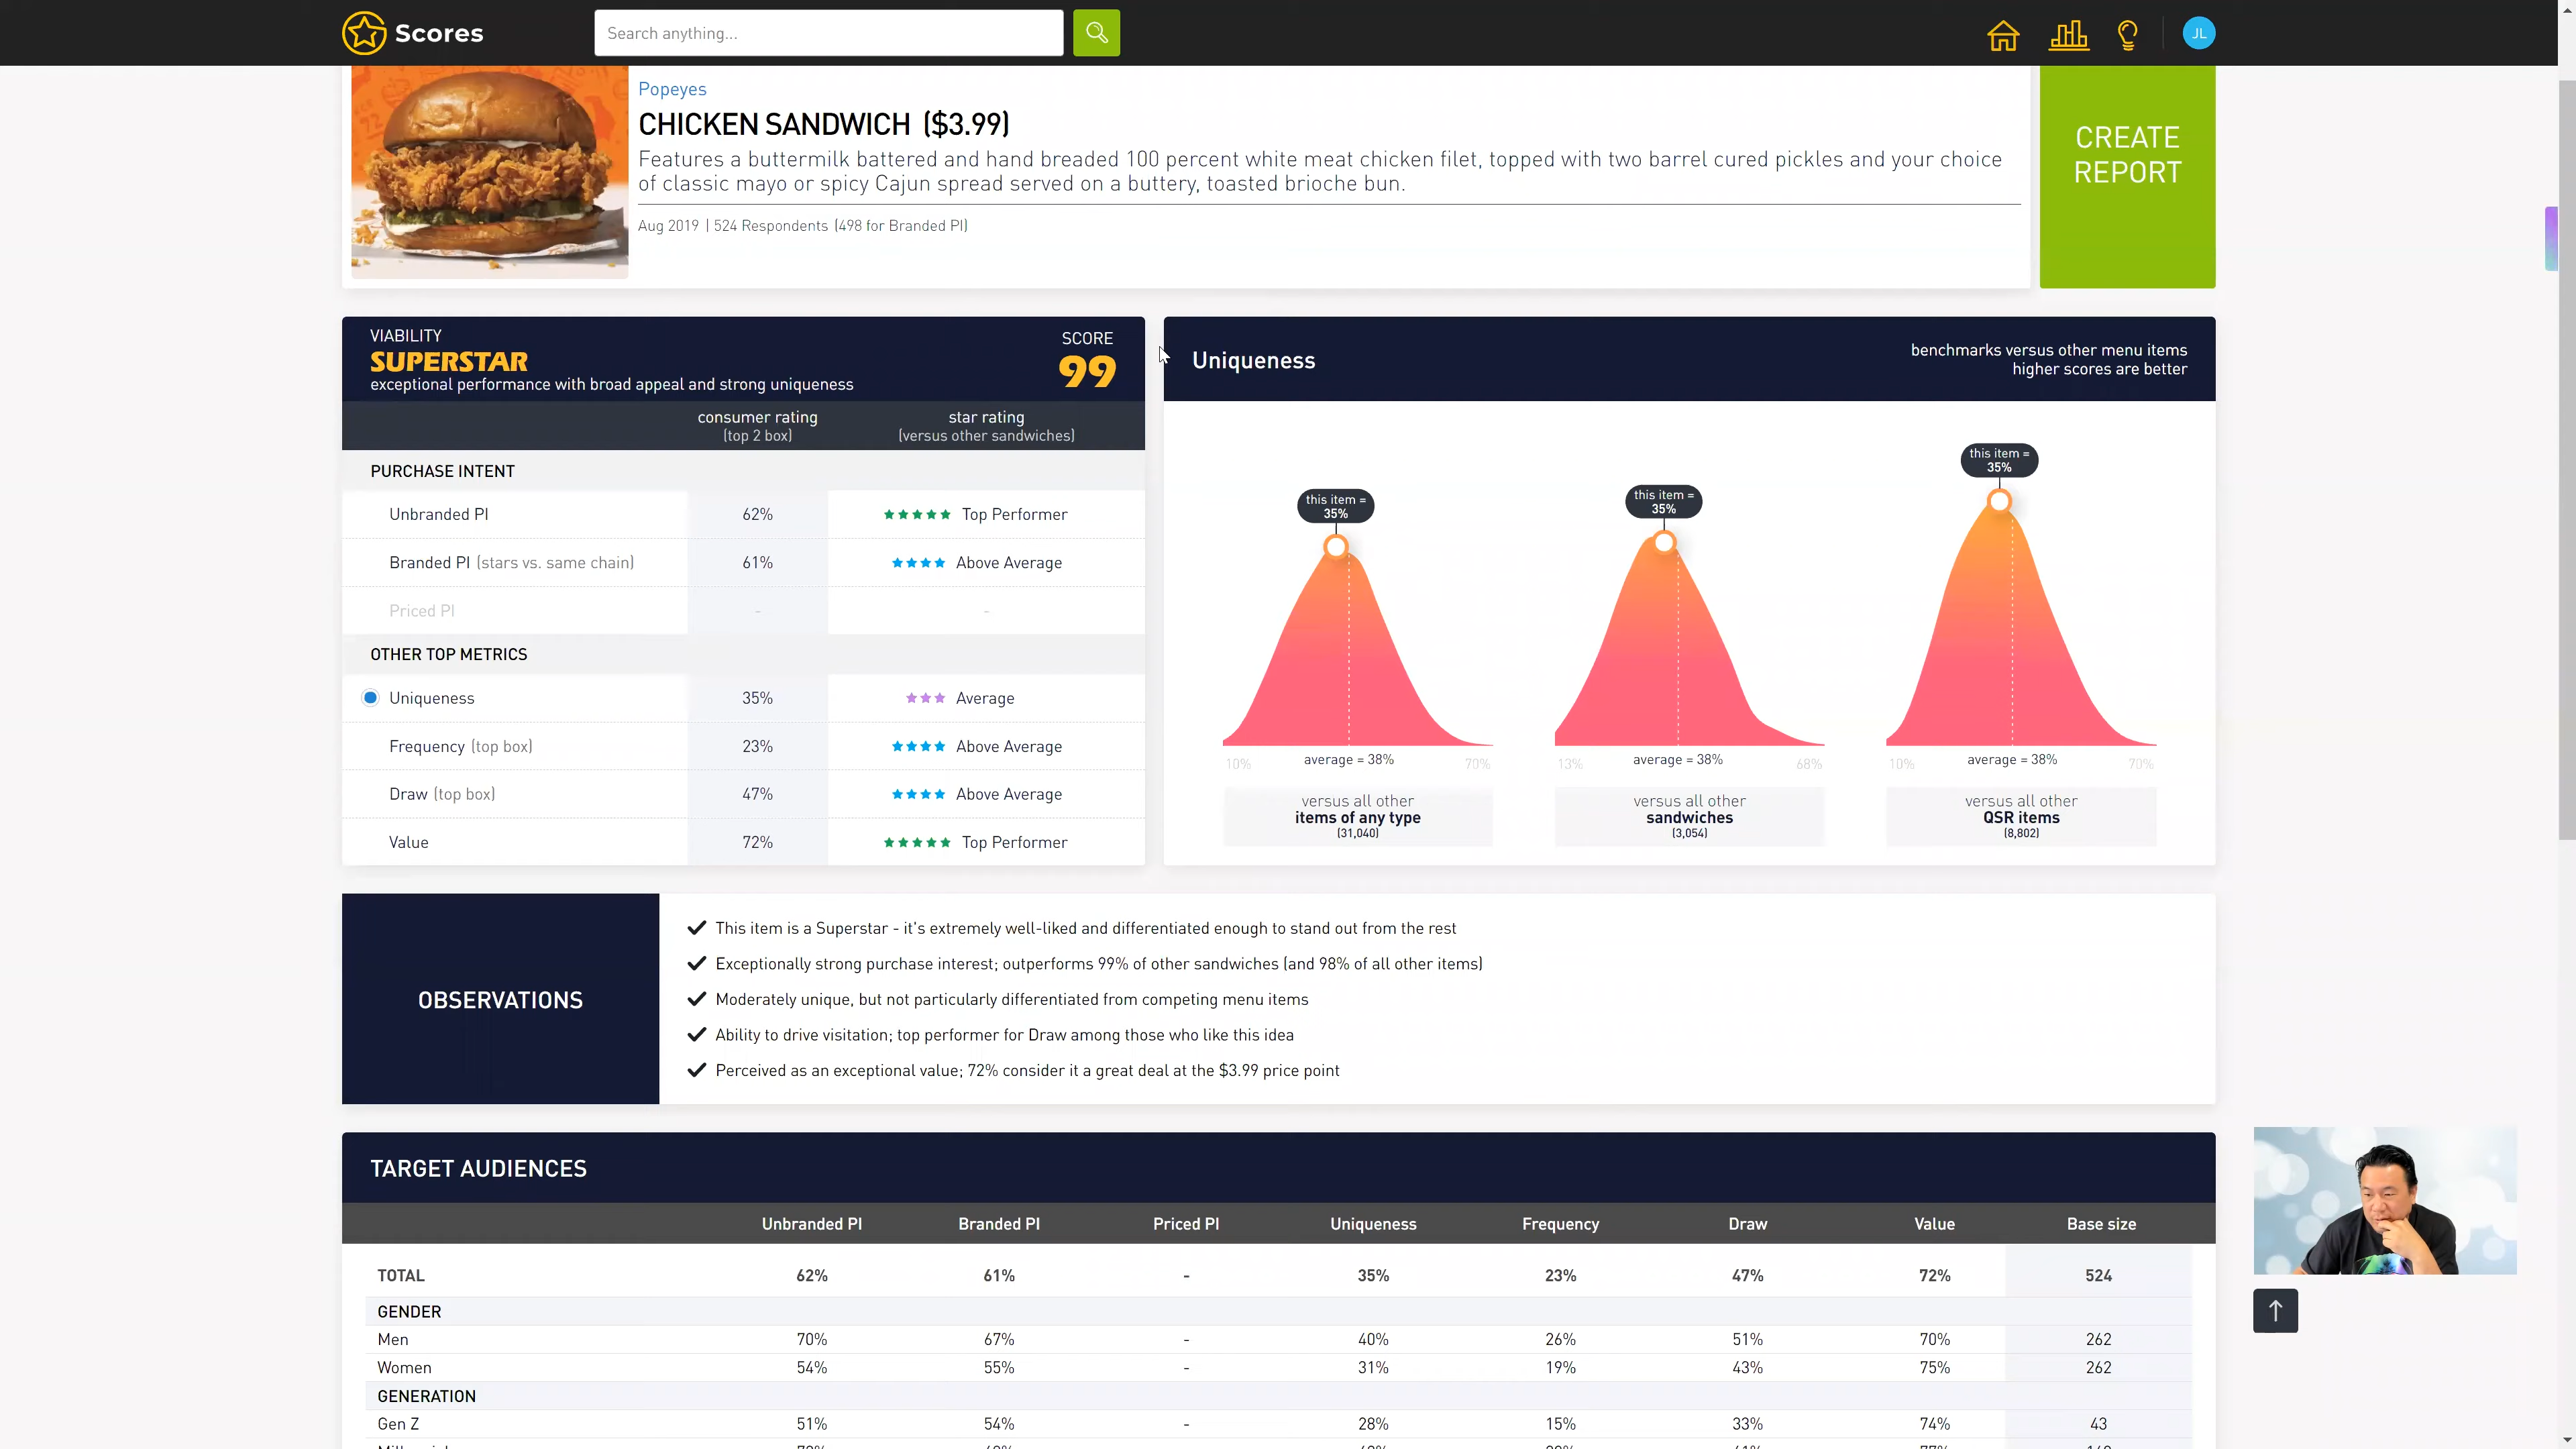 Scores
Search anything...
JL
Popeyes
CHICKEN SANDWICH ($3.99)
Features a buttermilk battered and hand breaded 100 percent white meat chicken filet, topped with two barrel cured pickles and your choice
of classic mayo or spicy Cajun spread served on a buttery, toasted brioche bun.
Aug 2019 | 524 Respondents (498 for Branded PI)
CREATE
REPORT
VIABILITY
SUPERSTAR
exceptional performance with broad appeal and strong uniqueness
SCORE
99
consumer rating
(top 2 box)
star rating
(versus other sandwiches)
PURCHASE INTENT
Unbranded PI 62% Top Performer
Branded PI (stars vs. same chain) 61% Above Average
Priced PI - -
OTHER TOP METRICS
Uniqueness 35% Average
Frequency (top box) 23% Above Average
Draw (top box) 47% Above Average
Value 72% Top Performer
Uniqueness
benchmarks versus other menu items
higher scores are better
this item =
35%
10% average = 38% 70%
versus all other
items of any type
(31,040)
this item =
35%
13% average = 38% 68%
versus all other
sandwiches
(3,054)
this item =
35%
10% average = 38% 70%
versus all other
QSR items
(8,802)
OBSERVATIONS
This item is a Superstar - it's extremely well-liked and differentiated enough to stand out from the rest
Exceptionally strong purchase interest; outperforms 99% of other sandwiches (and 98% of all other items)
Moderately unique, but not particularly differentiated from competing menu items
Ability to drive visitation; top performer for Draw among those who like this idea
Perceived as an exceptional value; 72% consider it a great deal at the $3.99 price point
TARGET AUDIENCES
Unbranded PI Branded PI Priced PI Uniqueness Frequency Draw Value Base size
TOTAL 62% 61% - 35% 23% 47% 72% 524
GENDER
Men 70% 67% - 40% 26% 51% 70% 262
Women 54% 55% - 31% 19% 43% 75% 262
GENERATION
Gen Z 51% 54% - 28% 15% 33% 74% 43